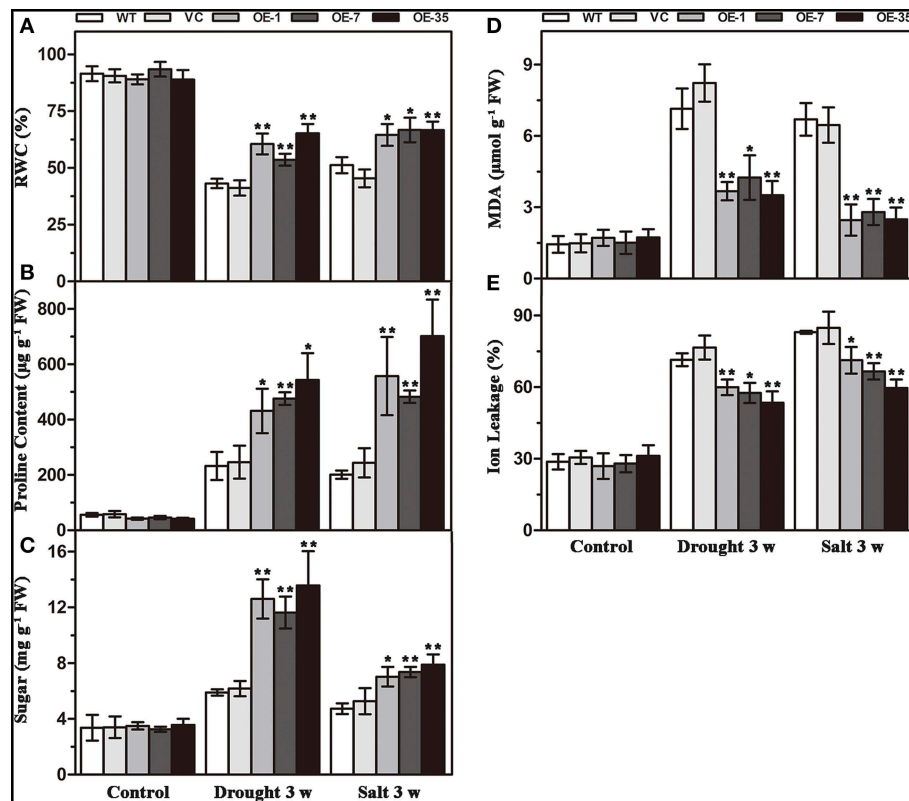 WT VC OE-1 OE-7 OE-35
A
RWC (%)
100
75
50
25
0
** ** ** * * **
B
Proline Content (µg g-1 FW)
800
600
400
200
0
* ** * ** ** **
C
Sugar (mg g-1 FW)
16
12
8
4
0
** ** ** * ** **
Control Drought 3 w Salt 3 w
WT VC OE-1 OE-7 OE-35
D
MDA (µmol g-1 FW)
9
6
3
0
** * ** ** ** **
E
Ion Leakage (%)
90
60
30
0
** * ** * ** **
Control Drought 3 w Salt 3 w